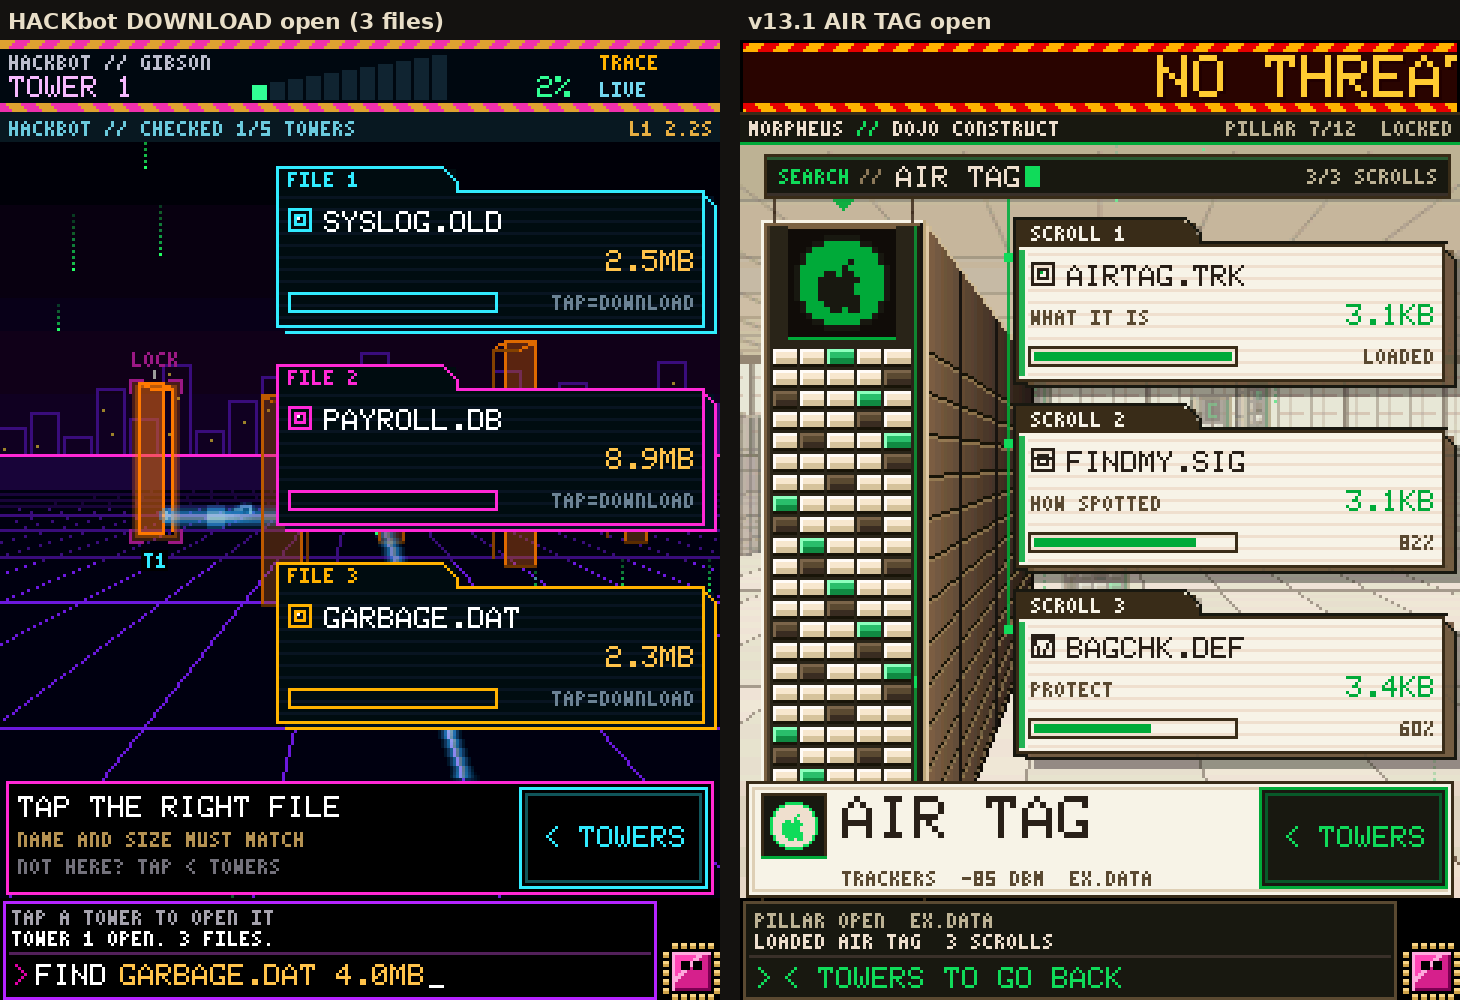 HACKbot DOWNLOAD open (3 files)
HACKBOT // GIBSON
TOWER 1
2%
TRACE
LIVE
HACKBOT // CHECKED 1/5 TOWERS
L1 2.2S
FILE 1
SYSLOG.OLD
2.5MB
TAP=DOWNLOAD
LOCK
FILE 2
PAYROLL.DB
8.9MB
TAP=DOWNLOAD
T1
FILE 3
GARBAGE.DAT
2.3MB
TAP=DOWNLOAD
TAP THE RIGHT FILE
NAME AND SIZE MUST MATCH
NOT HERE? TAP < TOWERS
< TOWERS
TAP A TOWER TO OPEN IT
TOWER 1 OPEN. 3 FILES.
>FIND GARBAGE.DAT 4.0MB_
v13.1 AIR TAG open
NO THREAT
MORPHEUS // DOJO CONSTRUCT
PILLAR 7/12 LOCKED
SEARCH // AIR TAG
3/3 SCROLLS
SCROLL 1
AIRTAG.TRK
WHAT IT IS
3.1KB
LOADED
SCROLL 2
FINDMY.SIG
HOW SPOTTED
3.1KB
82%
SCROLL 3
BAGCHK.DEF
PROTECT
3.4KB
60%
AIR TAG
TRACKERS -85 DBM EX.DATA
< TOWERS
PILLAR OPEN EX.DATA
LOADED AIR TAG 3 SCROLLS
> < TOWERS TO GO BACK